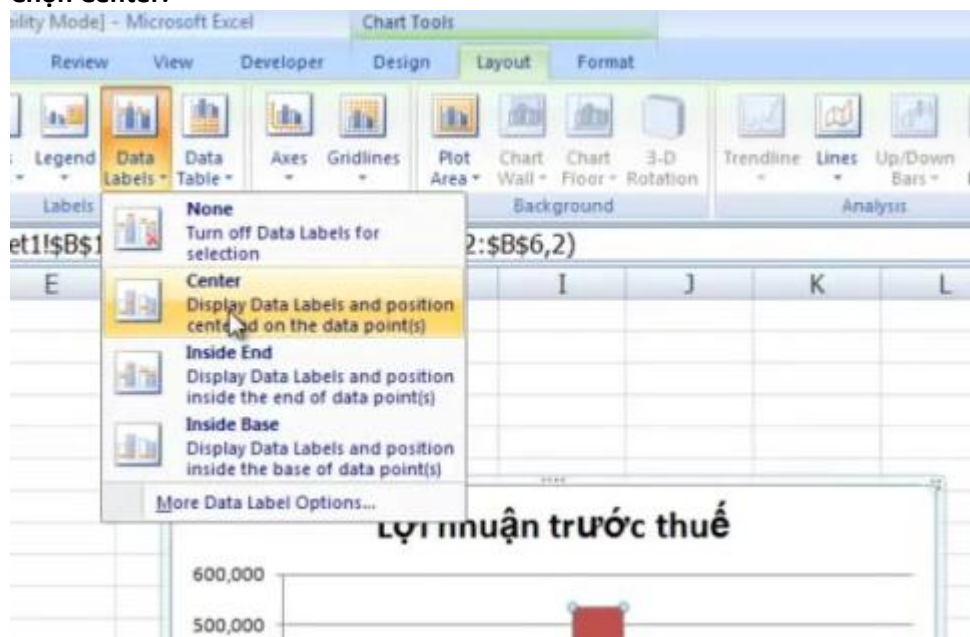 Chọn Center.
ility Mode] - Microsoft Excel Chart Tools
Review View Developer Design Layout Format
Legend Data Labels Data Table Axes Gridlines Plot Area Chart Wall Chart Floor 3-D Rotation Trendline Lines Up/Down Bars
Labels Background Analysis
et1!$B$1 2:$B$6,2)
None
Turn off Data Labels for
selection
E I J K L
Center
Display Data Labels and position
centered on the data point(s)
Inside End
Display Data Labels and position
inside the end of data point(s)
Inside Base
Display Data Labels and position
inside the base of data point(s)
More Data Label Options...
Lợi nhuận trước thuế
600,000
500,000